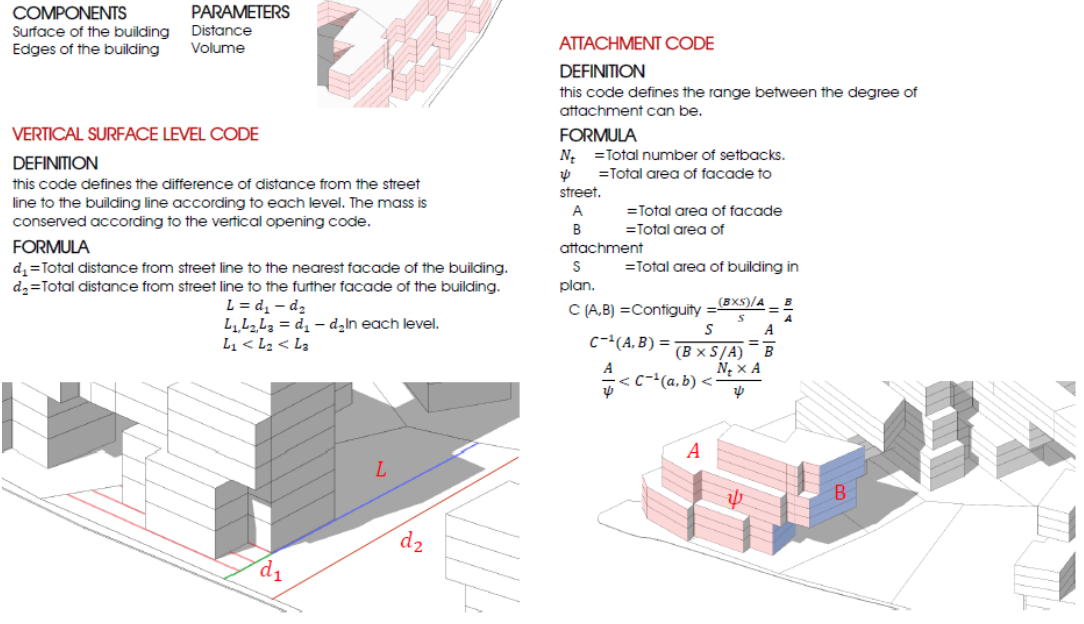 COMPONENTS
Surface of the building
Edges of the building
PARAMETERS
Distance
Volume
VERTICAL SURFACE LEVEL CODE
DEFINITION
this code defines the difference of distance from the street
line to the building line according to each level. The mass is
conserved according to the vertical opening code.
FORMULA
d₁=Total distance from street line to the nearest facade of the building.
d₂=Total distance from street line to the further facade of the building.
L = d₁ − d₂
L₁,L₂,L₃ = d₁ − d₂In each level.
L₁ < L₂ < L₃
L
d₂
d₁
ATTACHMENT CODE
DEFINITION
this code defines the range between the degree of
attachment can be.
FORMULA
Nₜ =Total number of setbacks.
ψ =Total area of facade to
street.
A =Total area of facade
B =Total area of
attachment
S =Total area of building in
plan.
C (A,B) =Contiguity =(B×S)/A / S = B/A
C⁻¹(A,B) = S / (B × S/A) = A/B
A/ψ < C⁻¹(a,b) < Nₜ × A / ψ
A
ψ
B